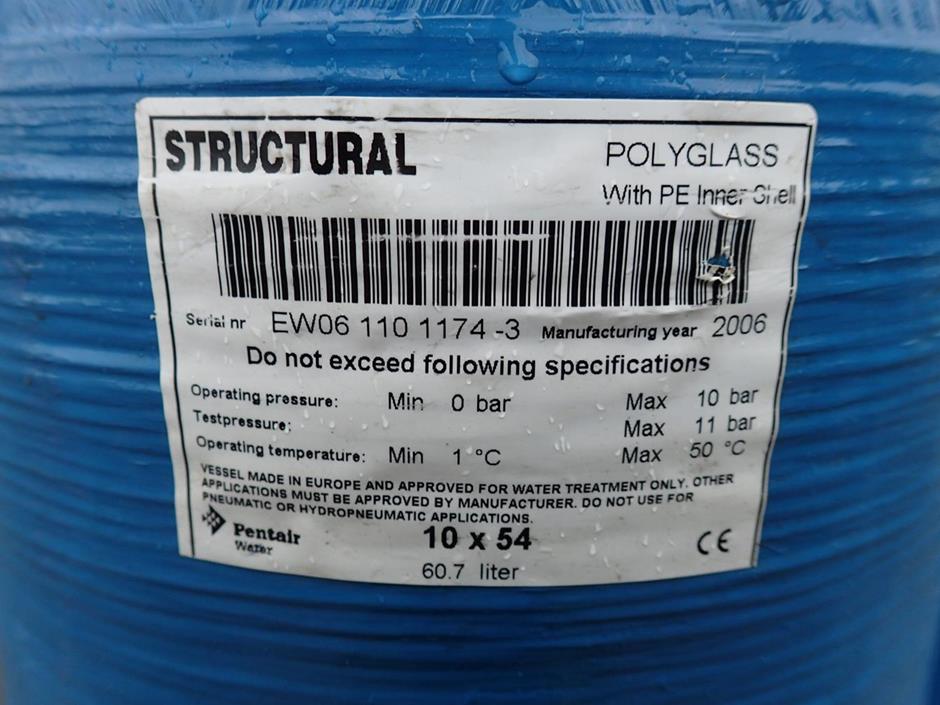 STRUCTURAL
POLYGLASS
With PE Inner Shell
Serial nr EW06 110 1174 -3 Manufacturing year 2006
Do not exceed following specifications
Operating pressure: Min 0 bar Max 10 bar
Testpressure: Max 11 bar
Operating temperature: Min 1 °C Max 50 °C
VESSEL MADE IN EUROPE AND APPROVED FOR WATER TREATMENT ONLY. OTHER
APPLICATIONS MUST BE APPROVED BY MANUFACTURER. DO NOT USE FOR
PNEUMATIC OR HYDROPNEUMATIC APPLICATIONS.
Pentair
Water
10 x 54
CE
60.7 liter